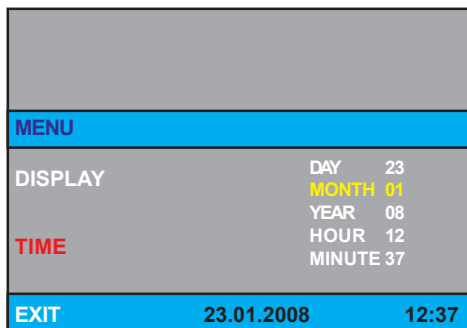 MENU
DISPLAY
DAY 23
MONTH 01
YEAR 08
TIME
HOUR 12
MINUTE 37
EXIT 23.01.2008 12:37